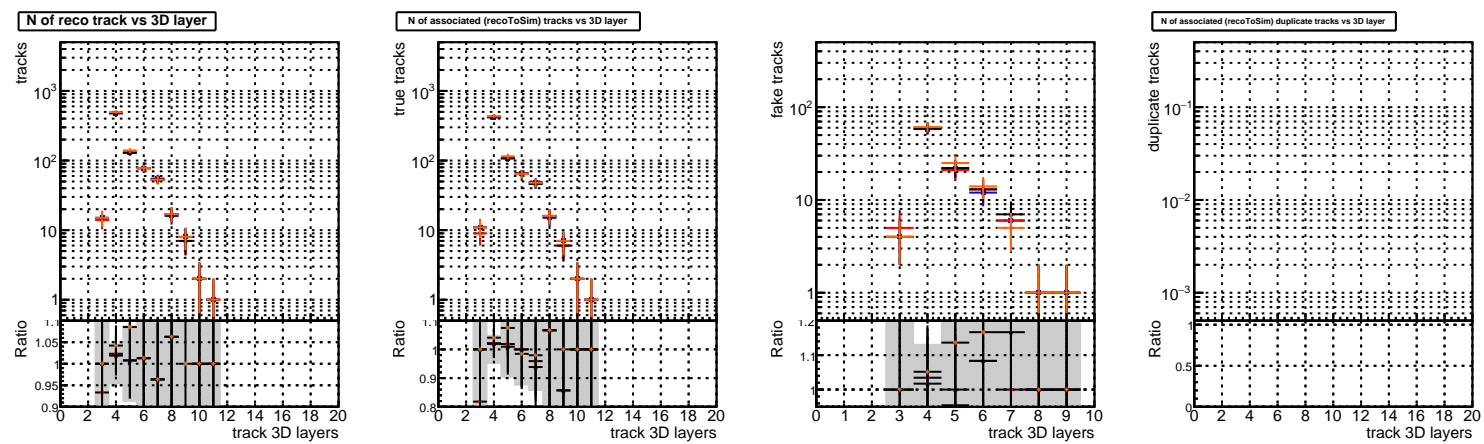 N of reco track vs 3D layer
tracks
10³
10²
10
1
Ratio
1.1
1.05
1
0.95
0.9
0 2 4 6 8 10 12 14 16 18 20
track 3D layers
N of associated (recoToSim) tracks vs 3D layer
true tracks
10³
10²
10
1
Ratio
1.1
1
0.9
0.8
0 2 4 6 8 10 12 14 16 18 20
track 3D layers
fake tracks
10²
10
1
Ratio
1.2
1.1
1
0 1 2 3 4 5 6 7 8 9 10
track 3D layers
N of associated (recoToSim) duplicate tracks vs 3D layer
duplicate tracks
10⁻¹
10⁻²
10⁻³
Ratio
1
0.5
0
0 2 4 6 8 10 12 14 16 18 20
track 3D layers